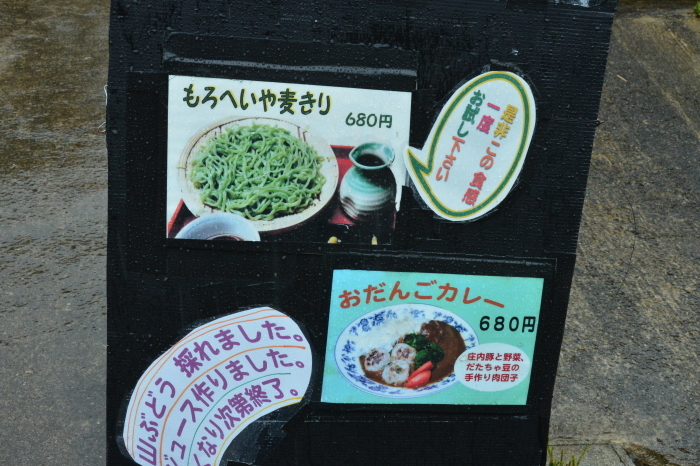 もろへいや麦きり
680円
是非この食感、
一度
お試し下さい
おだんごカレー
680円
庄内豚と野菜、
だたちゃ豆の
手作り肉団子
山ぶどう 採れました。
ジュース作りました。
なり次第終了。